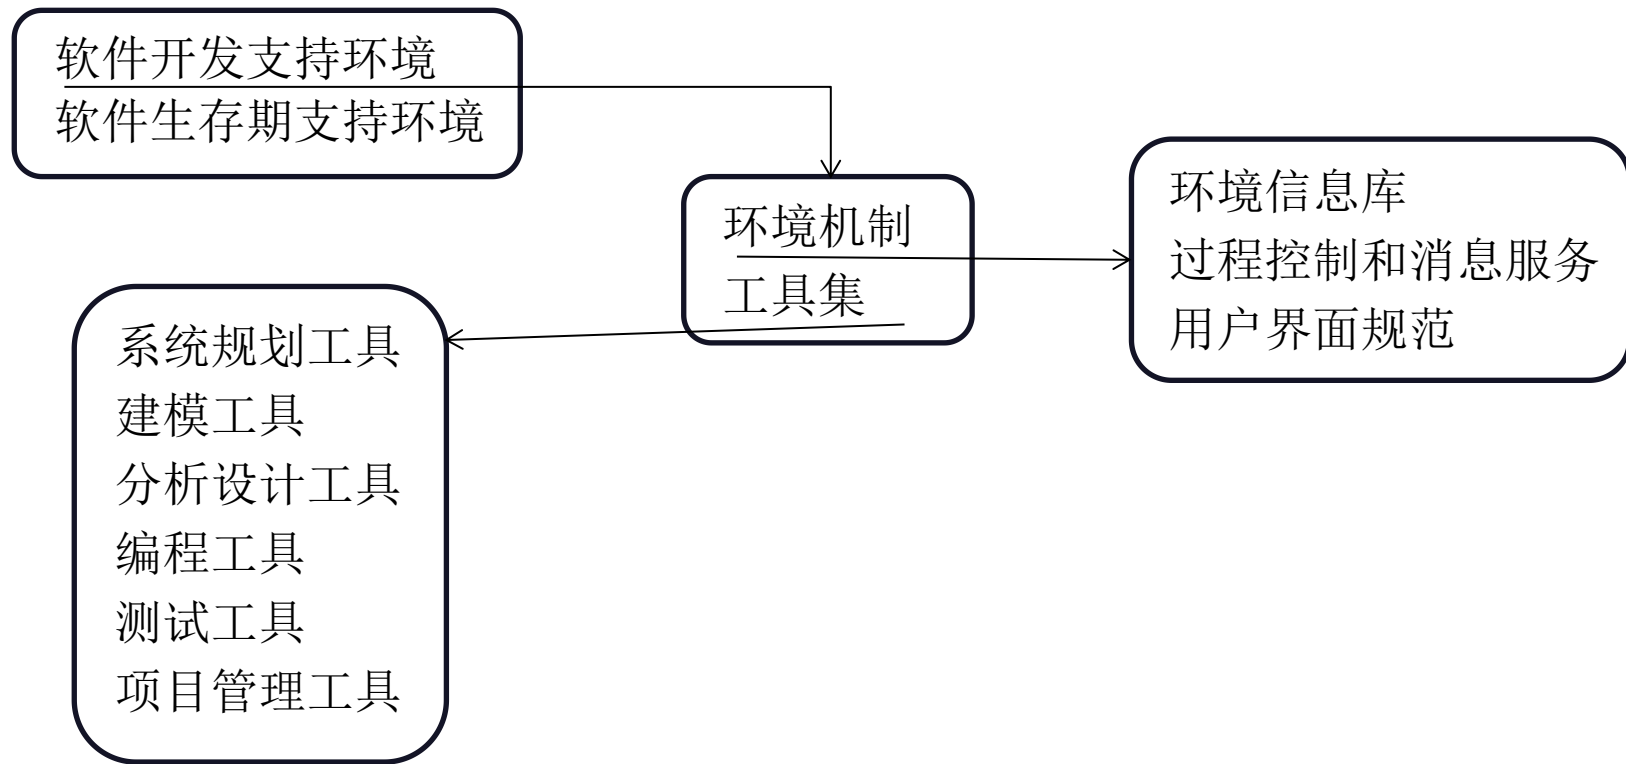 软件开发支持环境
软件生存期支持环境
环境机制
工具集
环境信息库
过程控制和消息服务
用户界面规范
系统规划工具
建模工具
分析设计工具
编程工具
测试工具
项目管理工具